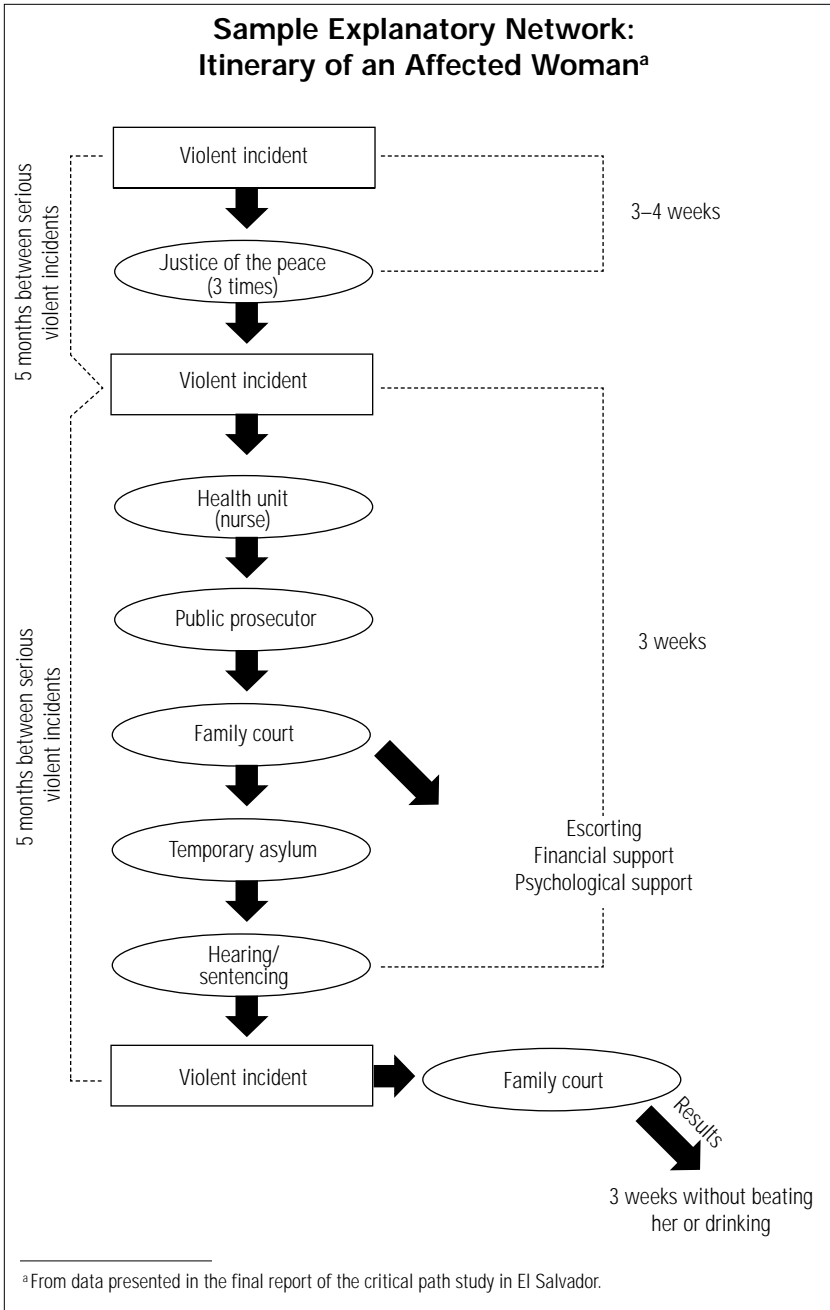 Sample Explanatory Network:
Itinerary of an Affected Womanᵃ
5 months between serious
violent incidents
Violent incident
3–4 weeks
Justice of the peace
(3 times)
Violent incident
5 months between serious
violent incidents
Health unit
(nurse)
Public prosecutor
3 weeks
Family court
Escorting
Financial support
Psychological support
Temporary asylum
Hearing/
sentencing
Violent incident
Family court
Results
3 weeks without beating
her or drinking
ᵃ From data presented in the final report of the critical path study in El Salvador.